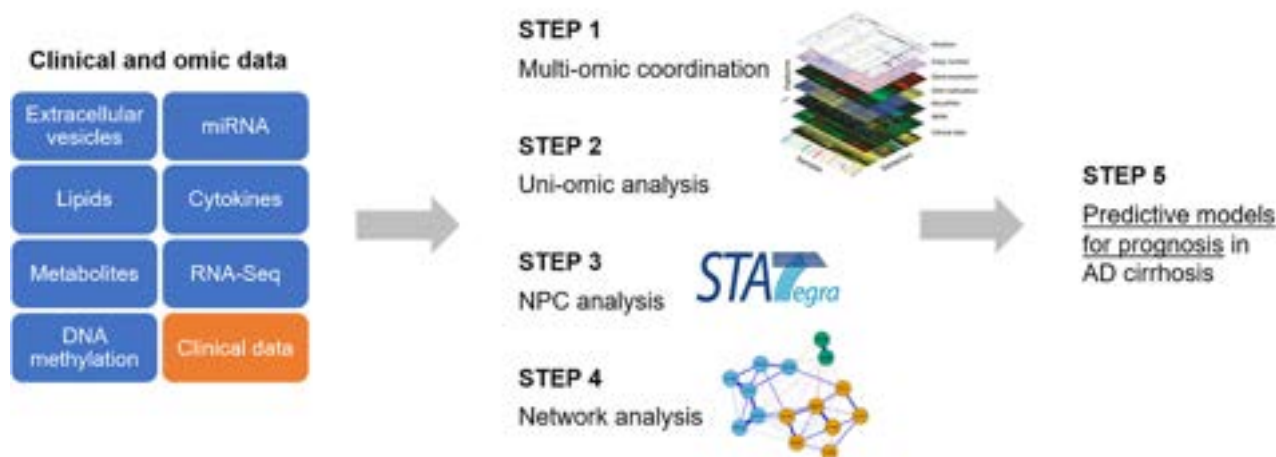 Clinical and omic data
Extracellular
vesicles
miRNA
Lipids
Cytokines
Metabolites
RNA-Seq
DNA
methylation
Clinical data
STEP 1
Multi-omic coordination
STEP 2
Uni-omic analysis
STEP 3
NPC analysis
STATegra
STEP 4
Network analysis
STEP 5
Predictive models
for prognosis in
AD cirrhosis